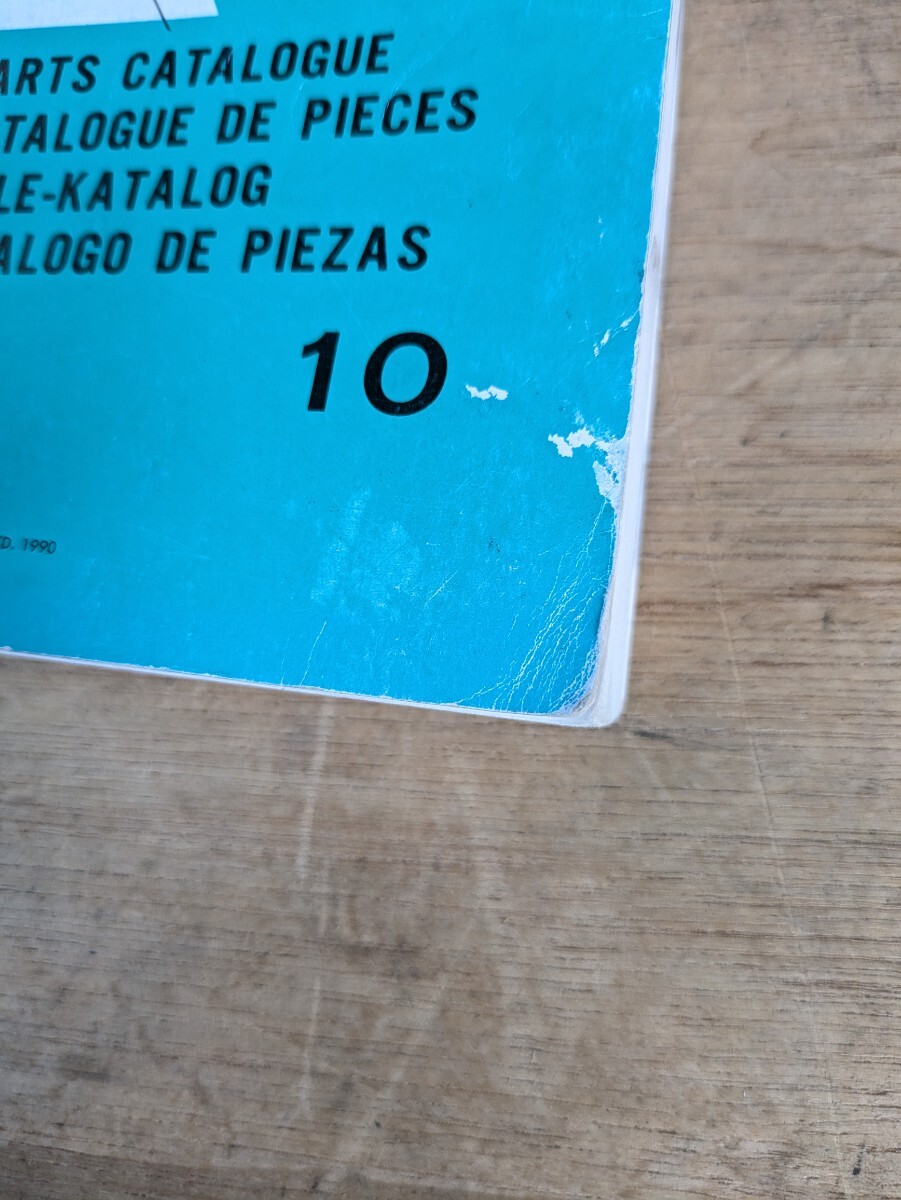 ARTS CATALOGUE
TALOGUE DE PIECES
LE-KATALOG
ALOGO DE PIEZAS
10
D. 1990